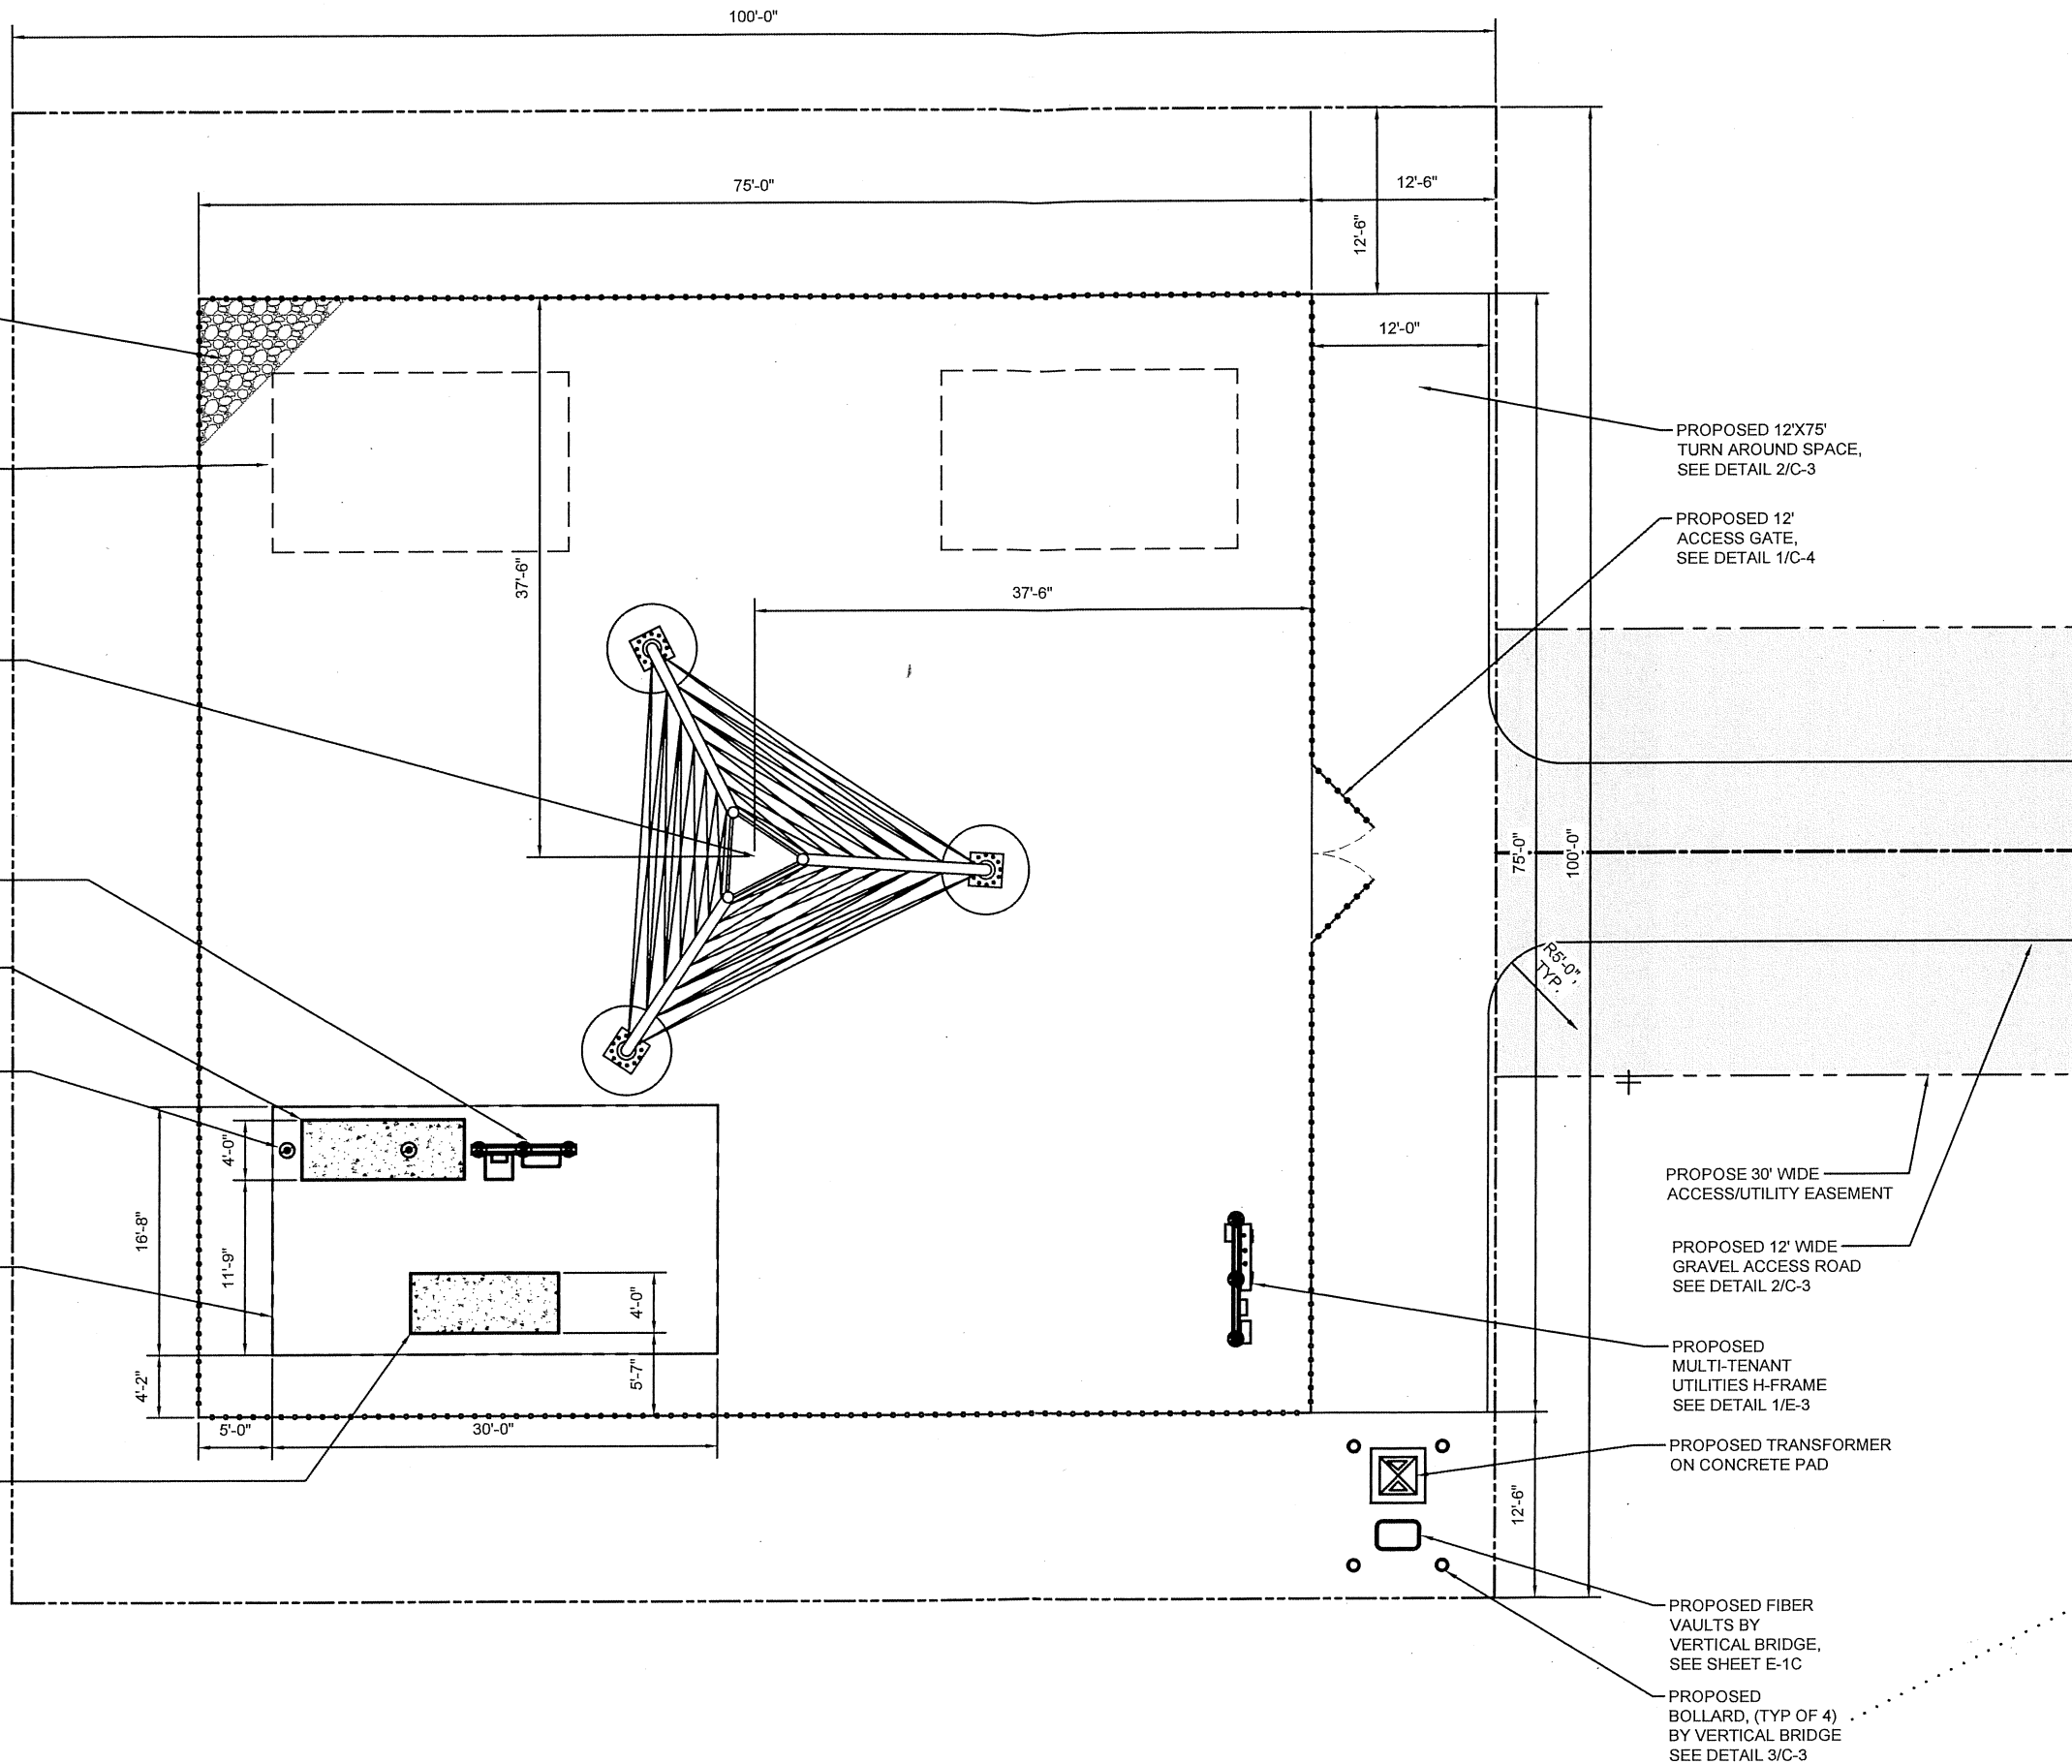 100'-0"
75'-0"
12'-6"
12'-6"
12'-0"
PROPOSED 12'X75'
TURN AROUND SPACE,
SEE DETAIL 2/C-3
PROPOSED 12'
ACCESS GATE,
SEE DETAIL 1/C-4
37'-6"
37'-6"
75'-0"
100'-0"
R5'-0",
TYP.
PROPOSE 30' WIDE
ACCESS/UTILITY EASEMENT
PROPOSED 12' WIDE
GRAVEL ACCESS ROAD
SEE DETAIL 2/C-3
4'-0"
16'-8"
11'-9"
4'-0"
5'-7"
4'-2"
5'-0"
30'-0"
PROPOSED
MULTI-TENANT
UTILITIES H-FRAME
SEE DETAIL 1/E-3
PROPOSED TRANSFORMER
ON CONCRETE PAD
12'-6"
PROPOSED FIBER
VAULTS BY
VERTICAL BRIDGE,
SEE SHEET E-1C
PROPOSED
BOLLARD, (TYP OF 4)
BY VERTICAL BRIDGE
SEE DETAIL 3/C-3